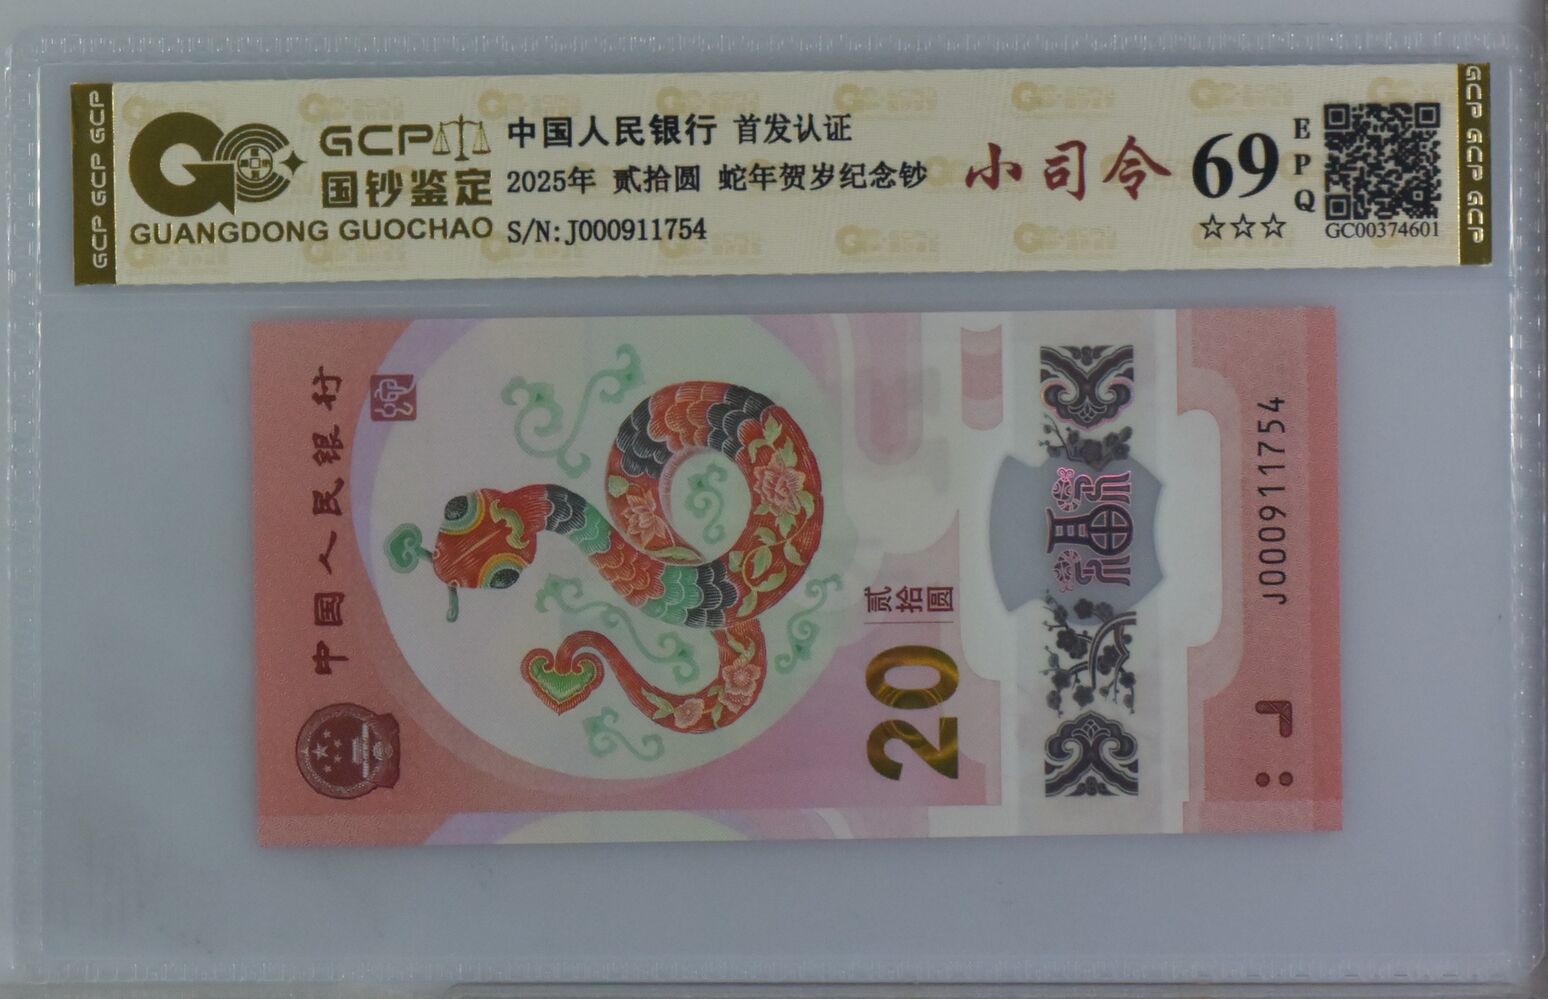 GCP GCP GCP
GCP
国钞鉴定
GUANGDONG GUOCHAO
中国人民银行 首发认证
2025年 贰拾圆 蛇年贺岁纪念钞
S/N:J000911754
小司令
69
EPQ
☆☆☆
GC00374601
GCP GCP GCP
中国人民银行
贰拾圆
20
福
J000911754